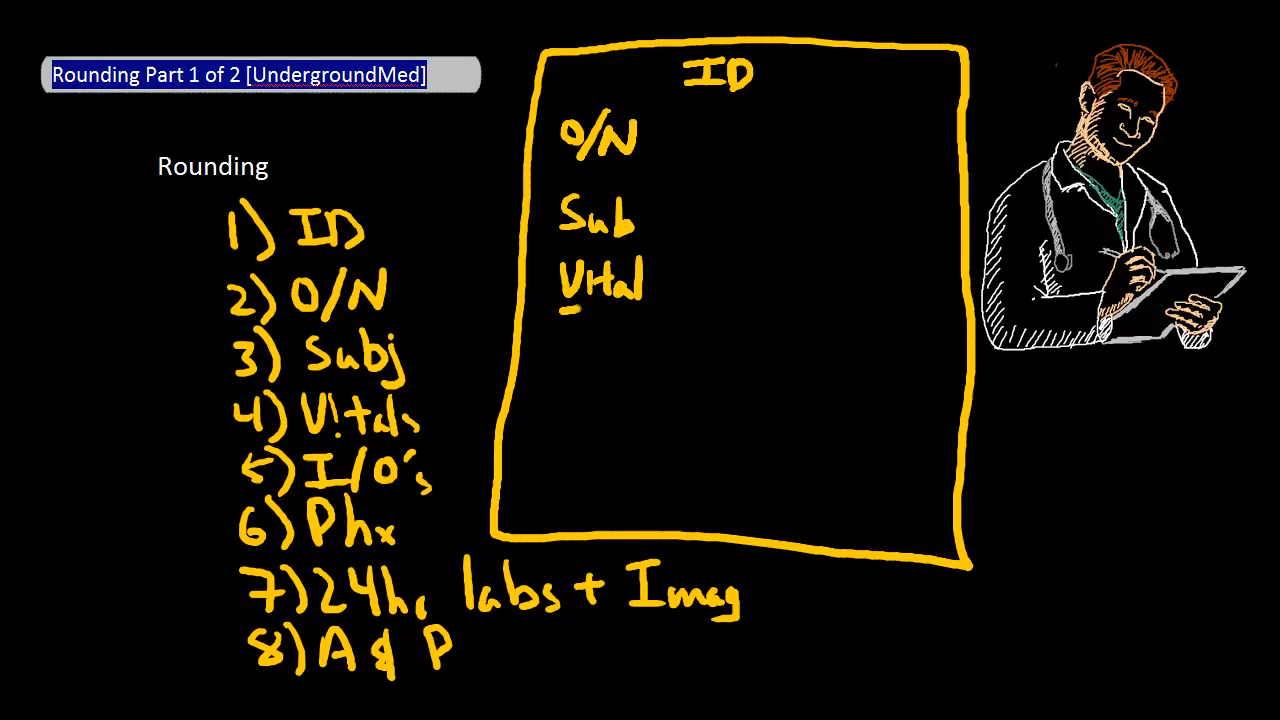 Rounding Part 1 of 2 [UndergroundMed]
Rounding
1) ID
2) O/N
3) Subj
4) Vitals
5) I/O's
6) Phx
7) 24hr labs + Imag
8) A & P
ID
O/N
Sub
Vital